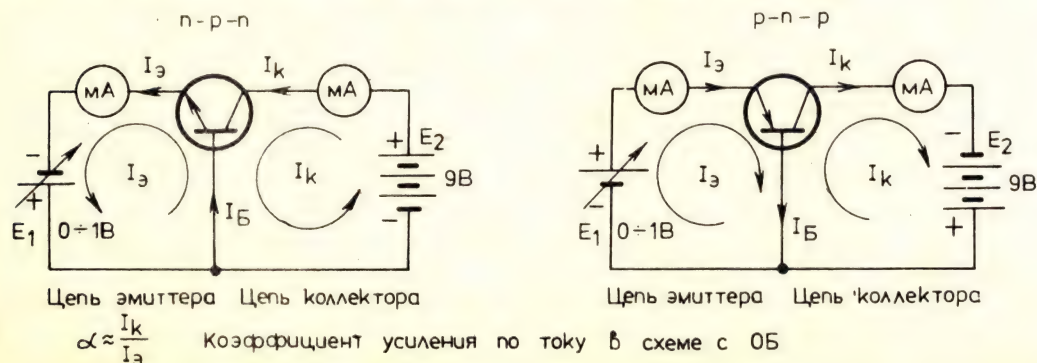 n-p-n
p-n-p
Iэ Iк
мА мА
Iэ Iк
мА мА
- + E₂
9В
-
Iэ Iк
+
E₁ 0÷1В
IБ
+ - E₂
9В
+
Iэ Iк
-
E₁ 0÷1В
IБ
Цепь эмиттера Цепь коллектора
Цепь эмиттера Цепь коллектора
α ≈ Iк/Iэ Коэффициент усиления по току в схеме с ОБ